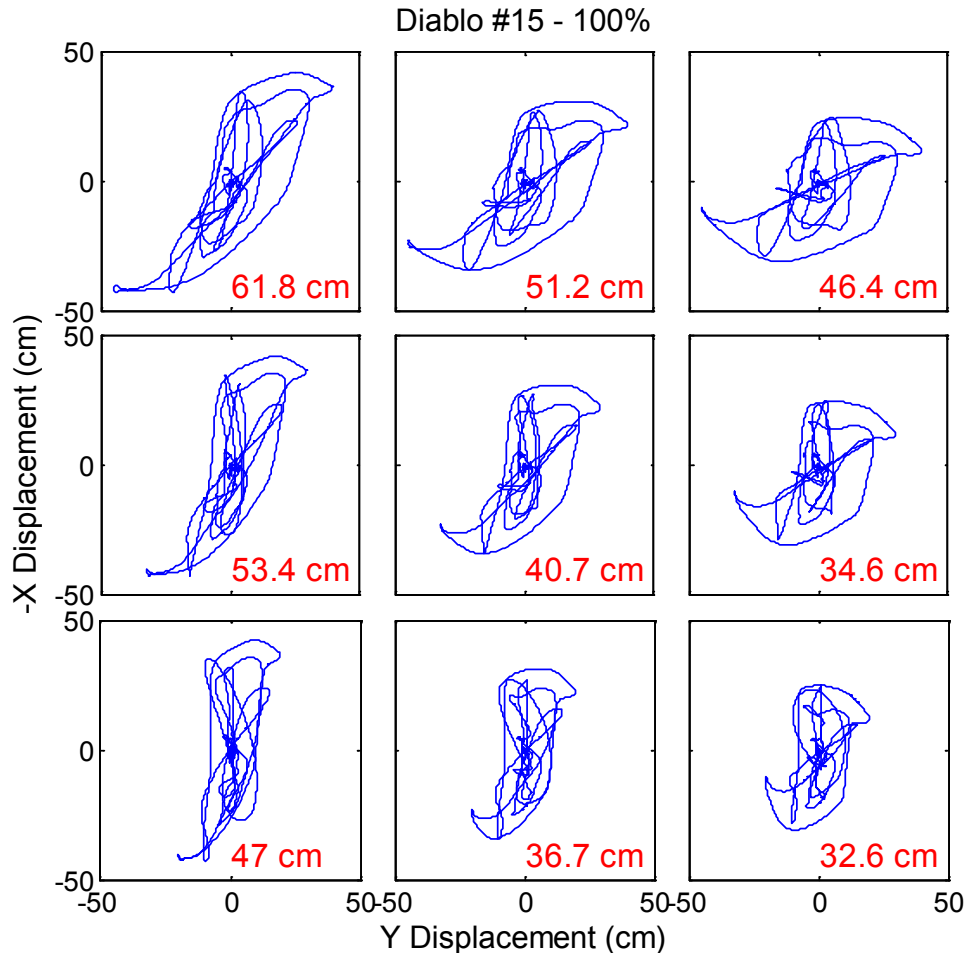 Diablo #15 - 100%
50
0
-50
61.8 cm
51.2 cm
46.4 cm
-X Displacement (cm)
50
0
-50
53.4 cm
40.7 cm
34.6 cm
50
0
-50
47 cm
36.7 cm
32.6 cm
-50 0 50 -50 0 50 -50 0 50
Y Displacement (cm)